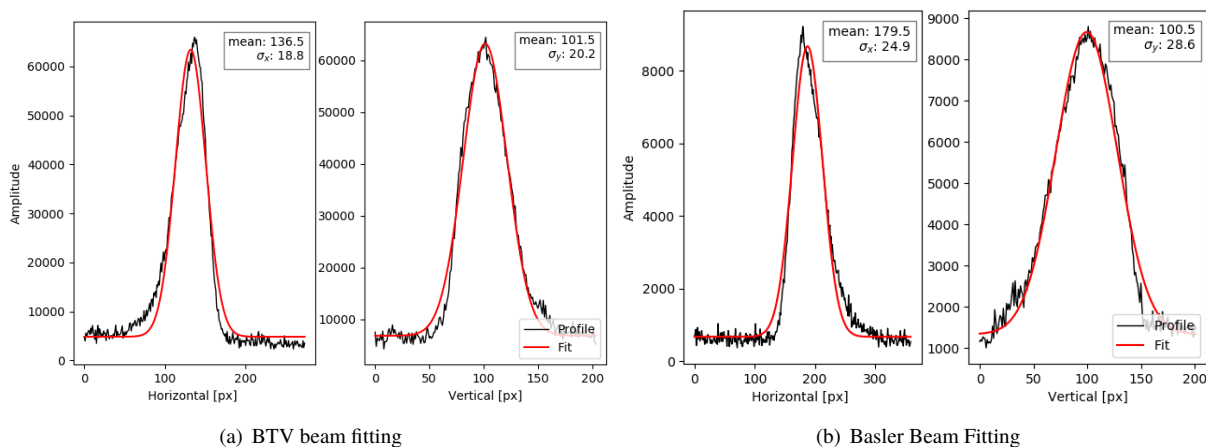 mean: 136.5
σx: 18.8
60000
50000
40000
30000
20000
10000
0
Amplitude
0
100
200
Horizontal [px]
mean: 101.5
σy: 20.2
60000
50000
40000
30000
20000
10000
Profile
Fit
0
50
100
150
200
Vertical [px]
(a) BTV beam fitting
mean: 179.5
σx: 24.9
8000
6000
4000
2000
0
Amplitude
0
100
200
300
Horizontal [px]
mean: 100.5
σy: 28.6
9000
8000
7000
6000
5000
4000
3000
2000
1000
Profile
Fit
0
50
100
150
200
Vertical [px]
(b) Basler Beam Fitting